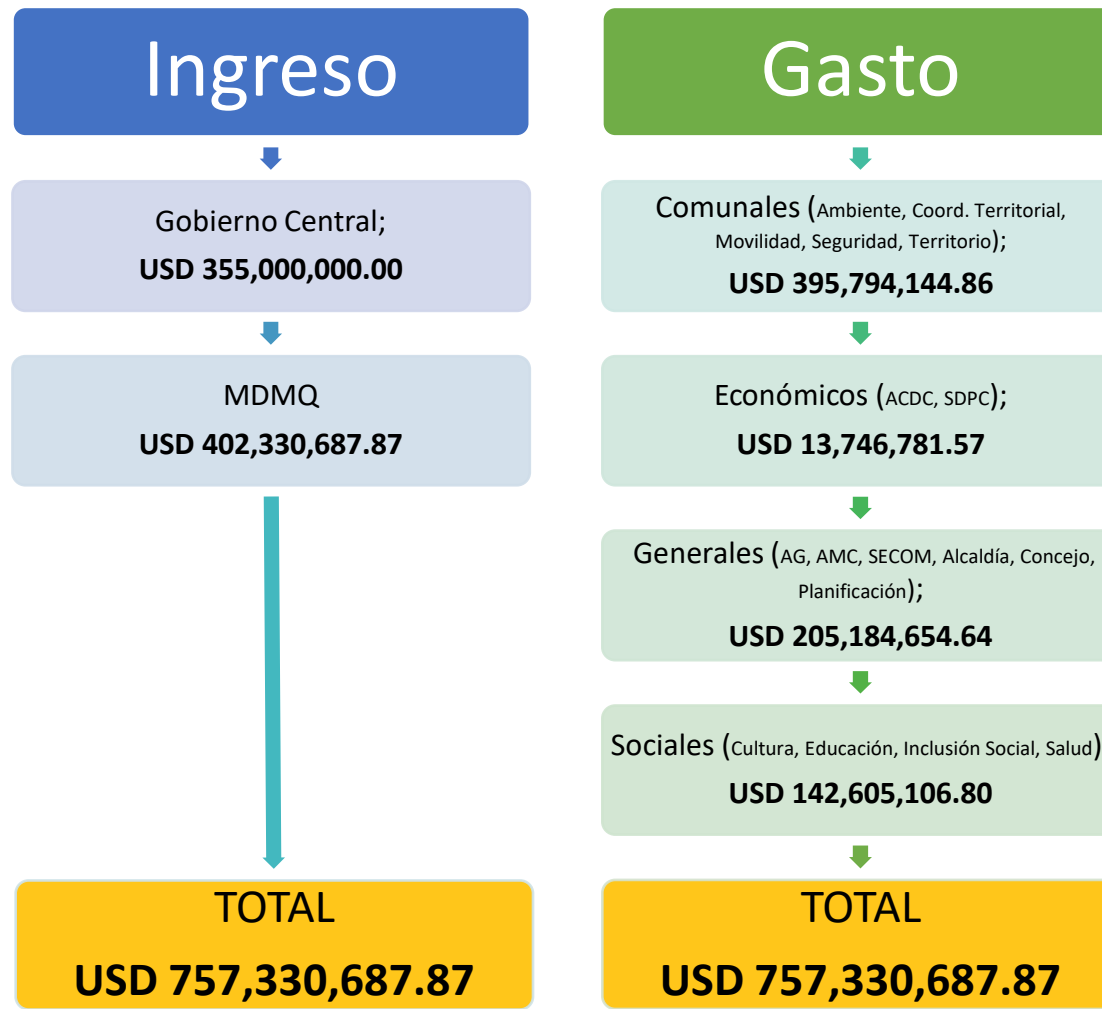 Ingreso
Gobierno Central;
USD 355,000,000.00
MDMQ
USD 402,330,687.87
TOTAL
USD 757,330,687.87
Gasto
Comunales (Ambiente, Coord. Territorial,
Movilidad, Seguridad, Territorio);
USD 395,794,144.86
Económicos (ACDC, SDPC);
USD 13,746,781.57
Generales (AG, AMC, SECOM, Alcaldía, Concejo,
Planificación);
USD 205,184,654.64
Sociales (Cultura, Educación, Inclusión Social, Salud)
USD 142,605,106.80
TOTAL
USD 757,330,687.87